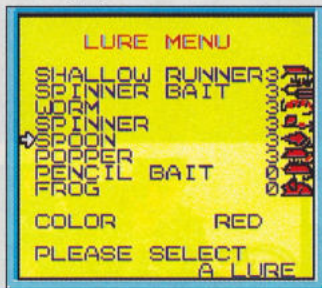 LURE MENU
SHALLOW RUNNER 3
SPINNER BAIT 3
WORM 3
SPINNER 3
SPOON 3
POPPER 3
PENCIL BAIT 0
FROG 0
COLOR RED
PLEASE SELECT
A LURE